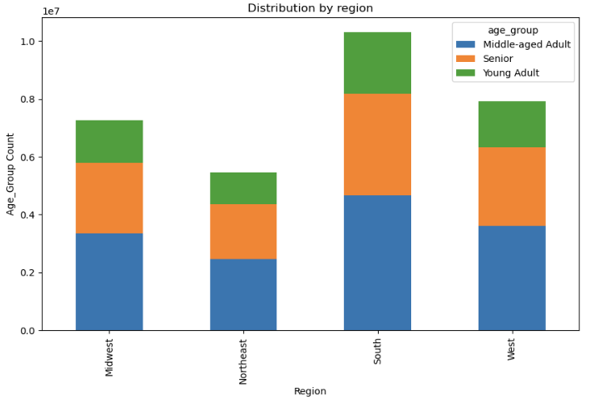 Distribution by region
1e7
1.0
0.8
0.6
0.4
0.2
0.0
Age_Group Count
age_group
Middle-aged Adult
Senior
Young Adult
Midwest
Northeast
South
West
Region